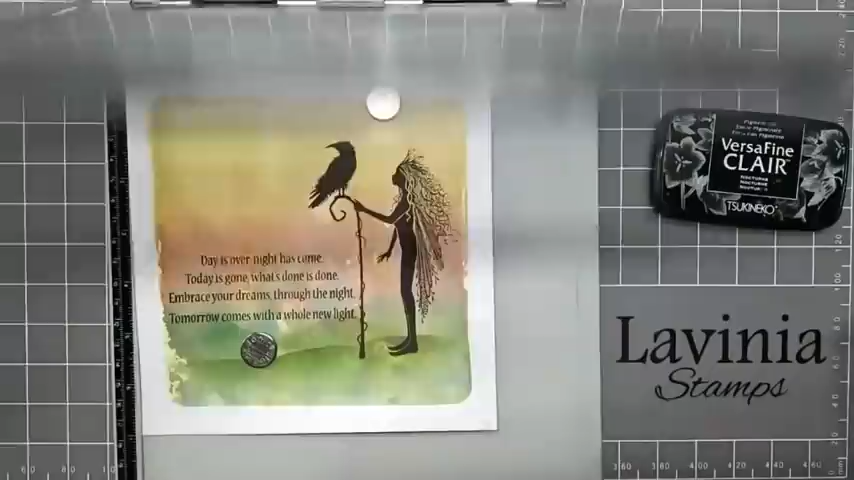 VERSAFINE
CLAIR
NOCTURNE
TSUKINEKO
Day is over night has come.
Today is gone, what's done is done.
Embrace your dreams, through the night.
Tomorrow comes with a whole new light.
Lavinia
Stamps